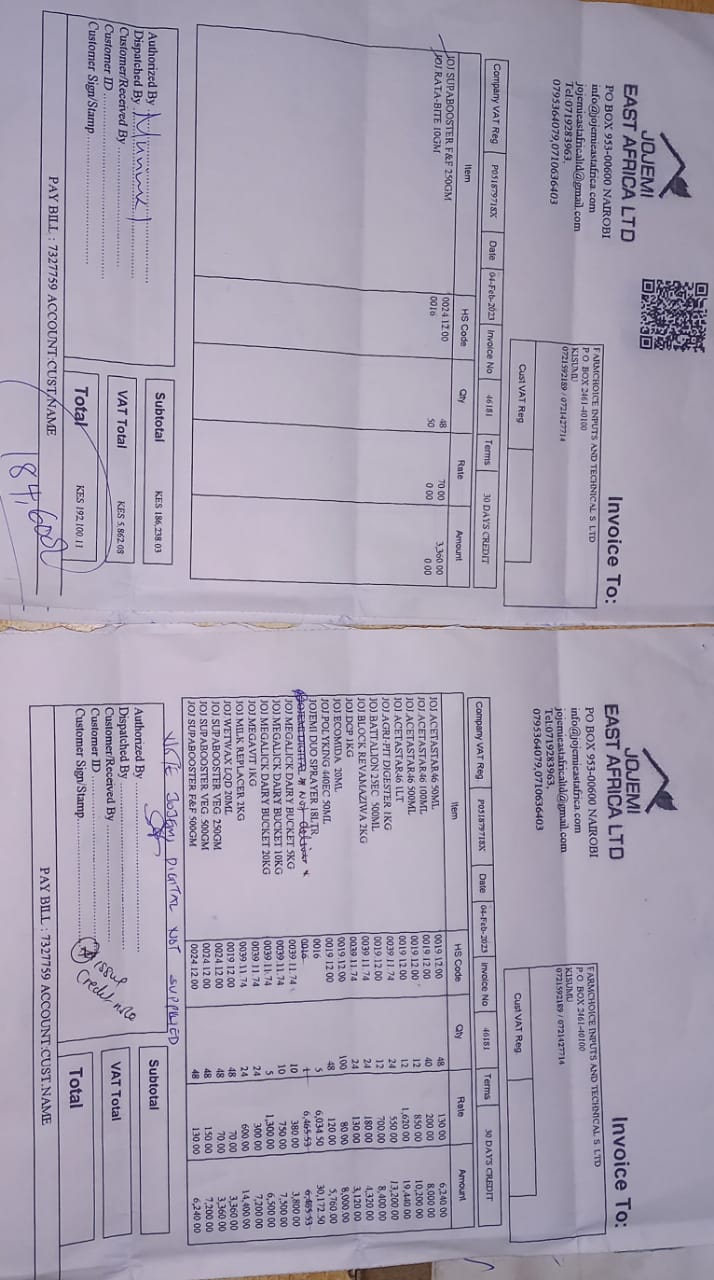 JOJEMI
EAST AFRICA LTD
PO BOX 953-00600 NAIROBI
info@jojemieastafrica.com
jojemieastafricaltd@gmail.com
Tel:0719283963,
0795364079,0710636403
Invoice To:
FARMCHOICE INPUTS AND TECHNICAL S LTD
P.O. BOX 2461-40100
KISUMU
0721592189 / 0721427714
Cust VAT Reg
Company VAT Reg P051879718X Date 04-Feb-2023 Invoice No 46181 Terms 30 DAYS CREDIT
Item HS Code Qty Rate Amount
JOJ SUPABOOSTER F&F 250GM 0024.12.00 48 70.00 3,360.00
JOJ RATA-BITE 10GM 0016 50 0.00 0.00
Authorized By
Dispatched By
Customer/Received By
Customer ID
Customer Sign/Stamp
Subtotal KES 186,238.03
VAT Total KES 5,862.08
Total KES 192,100.11
PAY BILL : 7327759 ACCOUNT:CUST.NAME
JOJEMI
EAST AFRICA LTD
PO BOX 953-00600 NAIROBI
info@jojemieastafrica.com
jojemieastafricaltd@gmail.com
Tel:0719283963,
0795364079,0710636403
Invoice To:
FARMCHOICE INPUTS AND TECHNICAL S LTD
P.O. BOX 2461-40100
KISUMU
0721592189 / 0721427714
Cust VAT Reg
Company VAT Reg P051879718X Date 04-Feb-2023 Invoice No 46181 Terms 30 DAYS CREDIT
Item HS Code Qty Rate Amount
JOJ ACETASTAR46 50ML 0019.12.00 48 130.00 6,240.00
JOJ ACETASTAR46 100ML 0019.12.00 40 200.00 8,000.00
JOJ ACETASTAR46 500ML 0019.12.00 12 850.00 10,200.00
JOJ ACETASTAR46 1LT 0019.12.00 12 1,620.00 19,440.00
JOJ AGRI-PIT DIGESTER 1KG 0039.11.74 24 550.00 13,200.00
JOJ BATTALION 25EC 500ML 0019.12.00 12 700.00 8,400.00
JOJ BLOCK REVAMAZIWA 2KG 0039.11.74 24 180.00 4,320.00
JOJ DCP 1KG 0039.11.74 24 130.00 3,120.00
JOJ ECOMIDA 20ML 0019.12.00 100 80.00 8,000.00
JOJ POLYKING 440EC 50ML 0019.12.00 48 120.00 5,760.00
JOJEMI DUO SPRAYER 18LTR 0016 5 6,034.50 30,172.50
JOJEMI DIGITAL * Not deliver * 0016 1 6,465.53 6,465.53
JOJ MEGALICK DAIRY BUCKET 5KG 0039.11.74 10 380.00 3,800.00
JOJ MEGALICK DAIRY BUCKET 10KG 0039.11.74 10 750.00 7,500.00
JOJ MEGALICK DAIRY BUCKET 20KG 0039.11.74 5 1,300.00 6,500.00
JOJ MEGAVIT 1KG 0039.11.74 24 300.00 7,200.00
JOJ MILK REPLACER 2KG 0039.11.74 24 600.00 14,400.00
JOJ WETWAX LQD 20ML 0019.12.00 48 70.00 3,360.00
JOJ SUPABOOSTER VEG 250GM 0024.12.00 48 70.00 3,360.00
JOJ SUPABOOSTER VEG 500GM 0024.12.00 48 150.00 7,200.00
JOJ SUPABOOSTER F&F 500GM 0024.12.00 48 130.00 6,240.00
NOTE JOJEMI DIGITAL NOT SUPPLIED
Authorized By
Dispatched By
Customer/Received By
Customer ID
Customer Sign/Stamp
issue
Credit note
Subtotal
VAT Total
Total
PAY BILL : 7327759 ACCOUNT:CUST.NAME